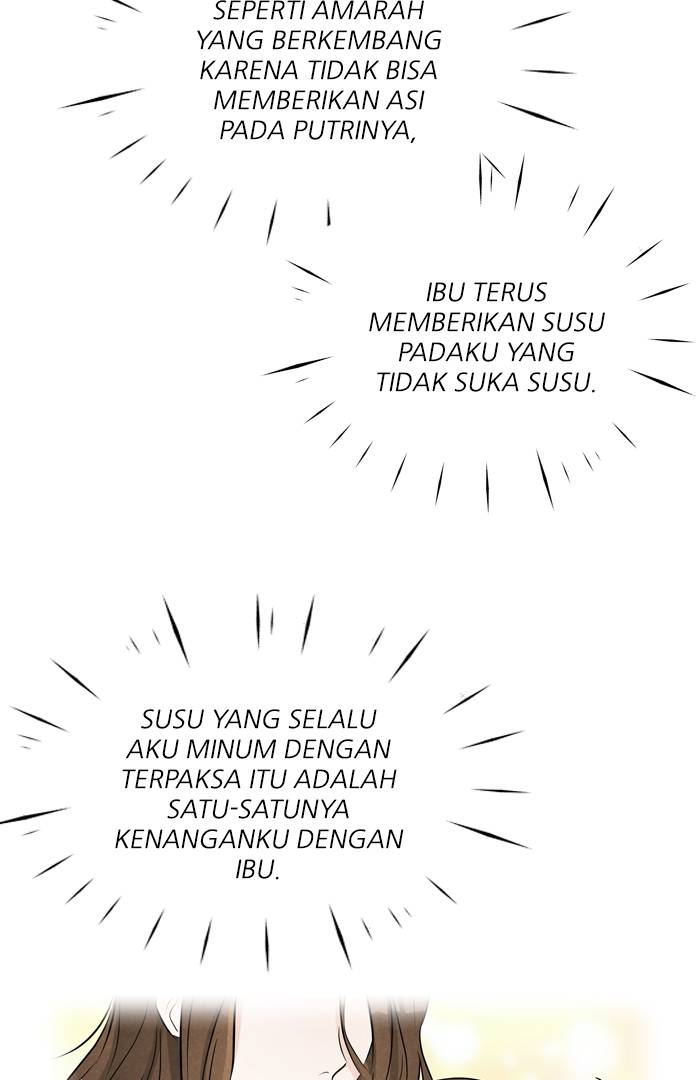 SEPERTI AMARAH
YANG BERKEMBANG
KARENA TIDAK BISA
MEMBERIKAN ASI
PADA PUTRINYA,
IBU TERUS
MEMBERIKAN SUSU
PADAKU YANG
TIDAK SUKA SUSU.
SUSU YANG SELALU
AKU MINUM DENGAN
TERPAKSA ITU ADALAH
SATU-SATUNYA
KENANGANKU DENGAN
IBU.